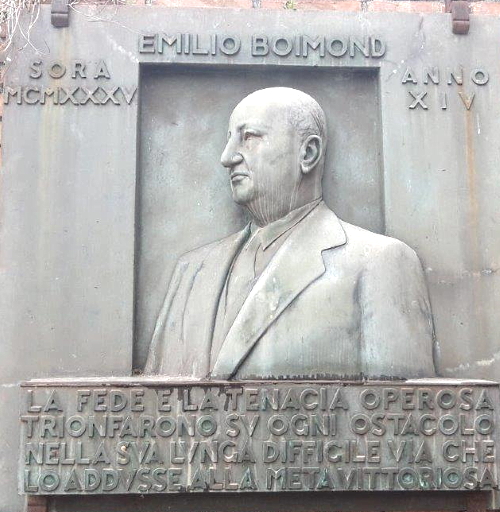 EMILIO BOIMOND
SORA
MCMXXXV
ANNO
XIV
LA FEDE E LA TENACIA OPEROSA
TRIONFARONO SV OGNI OSTACOLO
NELLA SVA LVNGA DIFFICILE VIA CHE
LO ADDVSSE ALLA META VITTORIOSA